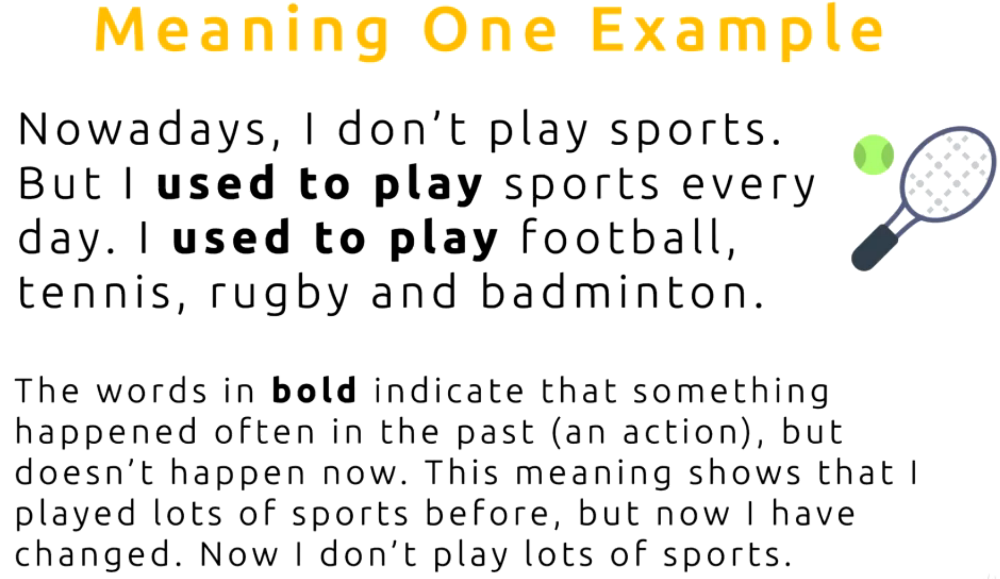 Meaning One Example
Nowadays, I don’t play sports.
But I used to play sports every
day. I used to play football,
tennis, rugby and badminton.
The words in bold indicate that something
happened often in the past (an action), but
doesn’t happen now. This meaning shows that I
played lots of sports before, but now I have
changed. Now I don’t play lots of sports.